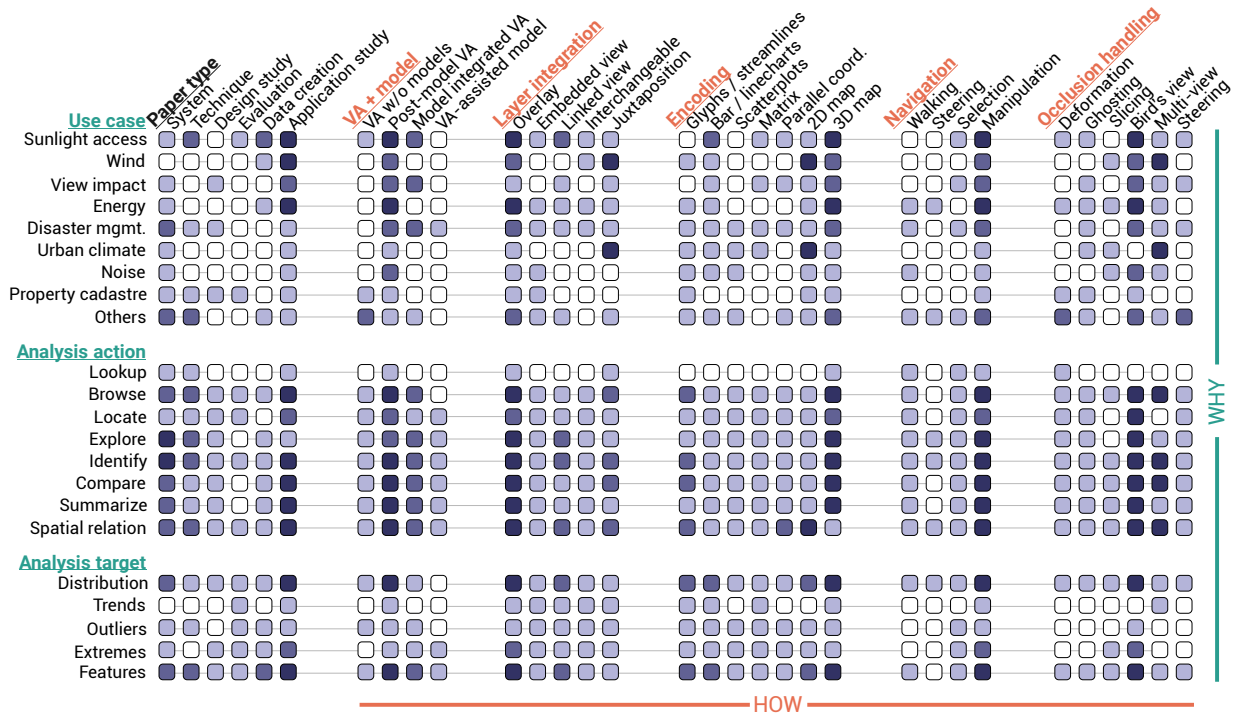 Paper type
System
Technique
Design study
Evaluation
Data creation
Application study
VA + model
VA w/o models
Post-model VA
Model integrated VA
VA-assisted model
Layer integration
Overlay
Embedded view
Linked view
Interchangeable
Juxtaposition
Encoding
Glyphs / streamlines
Bar / linecharts
Scatterplots
Matrix
Parallel coord.
2D map
3D map
Navigation
Walking
Steering
Selection
Manipulation
Occlusion handling
Deformation
Ghosting
Slicing
Bird's view
Multi-view
Steering
Use case
Sunlight access
Wind
View impact
Energy
Disaster mgmt.
Urban climate
Noise
Property cadastre
Others
Analysis action
Lookup
Browse
Locate
Explore
Identify
Compare
Summarize
Spatial relation
Analysis target
Distribution
Trends
Outliers
Extremes
Features
WHY
HOW